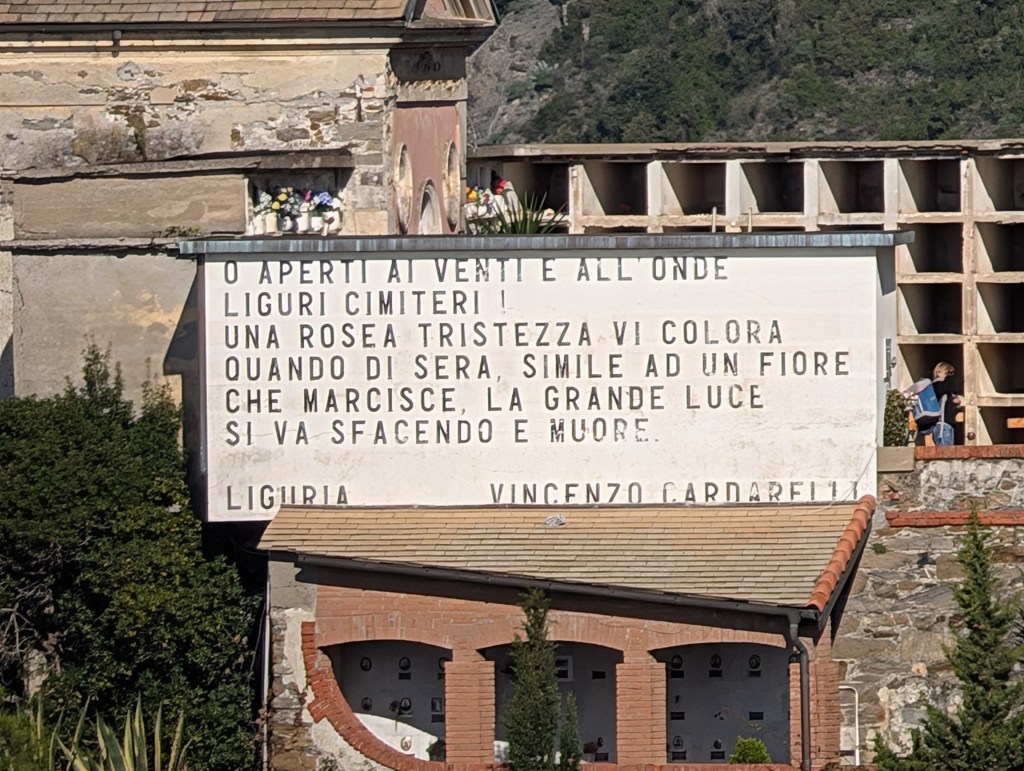 O APERTI AI VENTI E ALL'ONDE
LIGURI CIMITERI !
UNA ROSEA TRISTEZZA VI COLORA
QUANDO DI SERA, SIMILE AD UN FIORE
CHE MARCISCE, LA GRANDE LUCE
SI VA SFACENDO E MUORE.
LIGURIA VINCENZO CARDARELLI